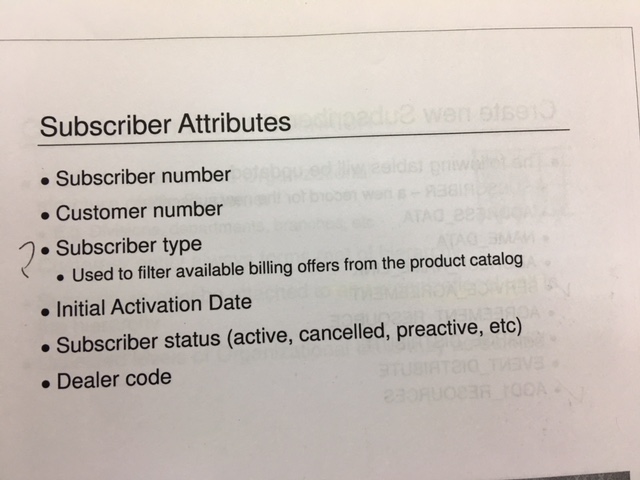 Subscriber Attributes
• Subscriber number
• Customer number
• Subscriber type
• Used to filter available billing offers from the product catalog
• Initial Activation Date
• Subscriber status (active, cancelled, preactive, etc)
• Dealer code